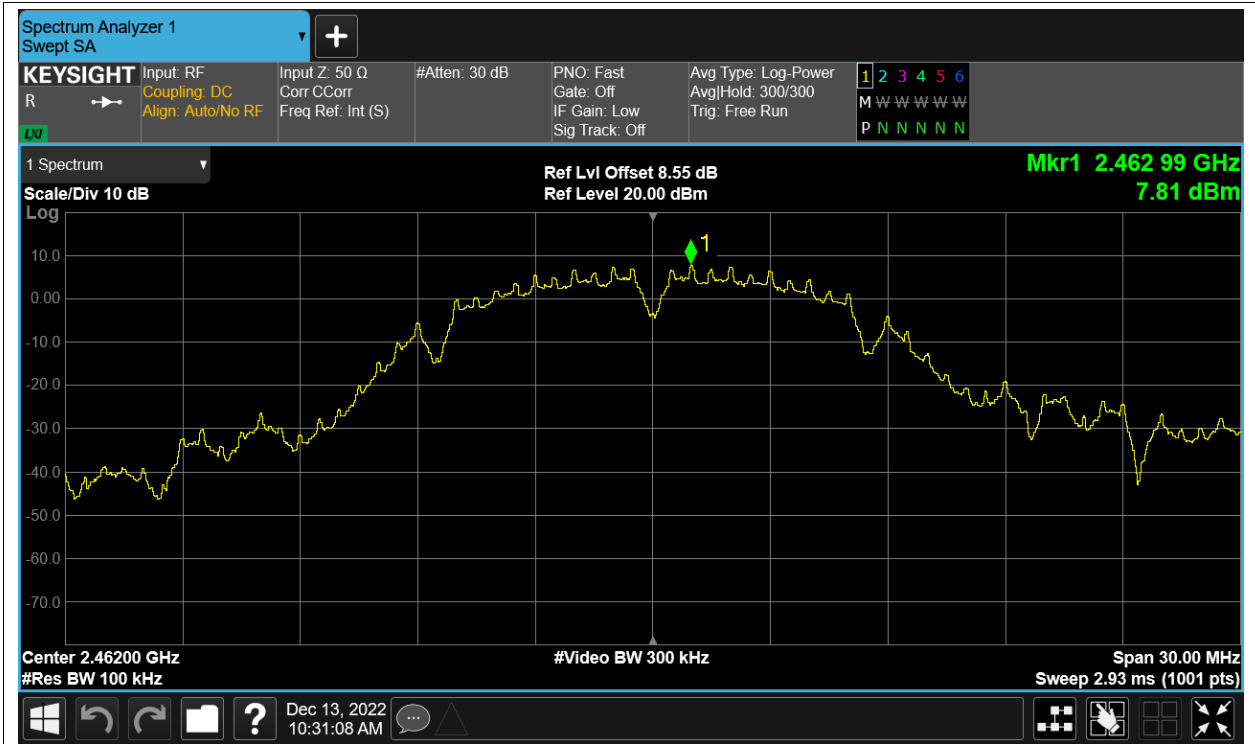 Spectrum Analyzer 1
Swept SA
KEYSIGHT
R
LXI
Input: RF
Coupling: DC
Align: Auto/No RF
Input Z: 50 Ω
Corr CCorr
Freq Ref: Int (S)
#Atten: 30 dB
PNO: Fast
Gate: Off
IF Gain: Low
Sig Track: Off
Avg Type: Log-Power
Avg|Hold: 300/300
Trig: Free Run
1 2 3 4 5 6
M W W W W W
P N N N N N
1 Spectrum
Scale/Div 10 dB
Log
Ref Lvl Offset 8.55 dB
Ref Level 20.00 dBm
Mkr1 2.462 99 GHz
7.81 dBm
1
10.0
0.00
-10.0
-20.0
-30.0
-40.0
-50.0
-60.0
-70.0
Center 2.46200 GHz
#Res BW 100 kHz
#Video BW 300 kHz
Span 30.00 MHz
Sweep 2.93 ms (1001 pts)
?
Dec 13, 2022
10:31:08 AM